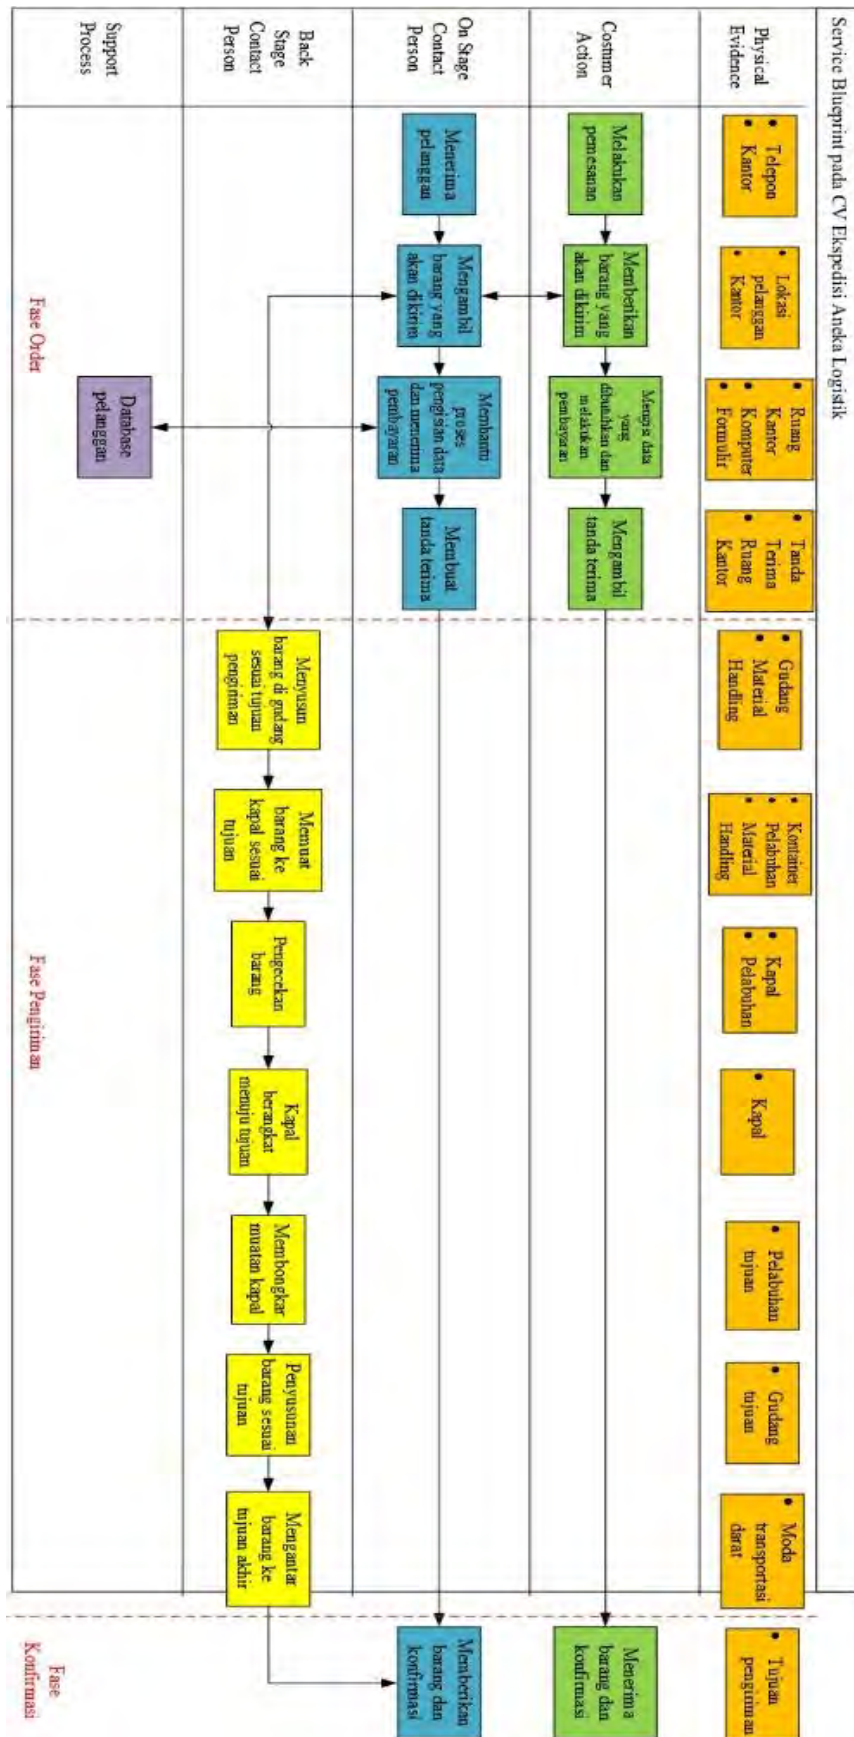 Service Blueprint pada CV Ekspedisi Aneka Logistik
Physical
Evidence
• Telepon
• Kantor
• Lokasi
pelanggan
• Kantor
• Ruang
Kantor
• Komputer
• Formulir
• Tanda
Terima
• Ruang
Kantor
• Gudang
• Material
Handling
• Kontainer
• Pelabuhan
• Material
Handling
• Kapal
• Pelabuhan
• Kapal
• Pelabuhan
tujuan
• Gudang
tujuan
• Moda
transportasi
darat
• Tujuan
pengiriman
Costumer
Action
Melakukan
pemesanan
Memberikan
barang yang
akan dikirim
Mengisi data
yang
dibutuhkan dan
melakukan
pembayaran
Mengambil
tanda terima
Menerima
barang dan
konfirmasi
On Stage
Contact
Person
Menerima
pelanggan
Mengambil
barang yang
akan dikirim
Membantu
proses
pengisian data
dan menerima
pembayaran
Membuat
tanda terima
Memberikan
barang dan
konfirmasi
Back
Stage
Contact
Person
Menyusun
barang di gudang
sesuai tujuan
pengiriman
Memuat
barang ke
kapal sesuai
tujuan
Pengecekan
barang
Kapal
berangkat
menuju tujuan
Membongkar
muatan kapal
Penyusunan
barang sesuai
tujuan
Mengantar
barang ke
tujuan akhir
Support
Process
Database
pelanggan
Fase Order
Fase Pengiriman
Fase
Konfirmasi